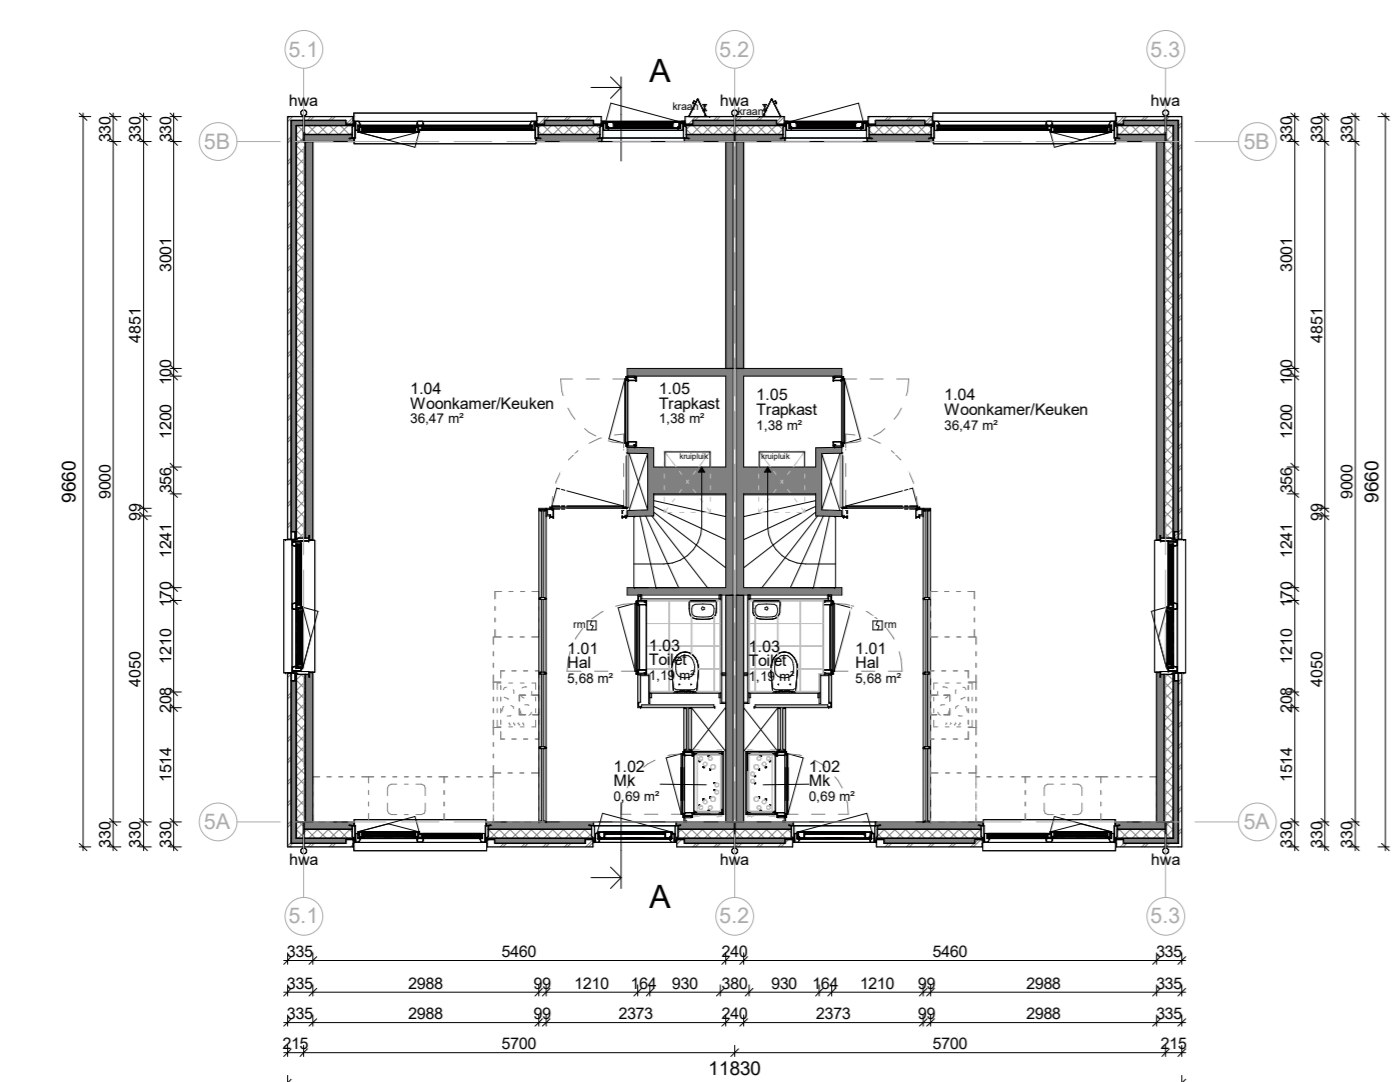 5.1
5.2
5.3
A
hwa
hwa
hwa
kraan
kraan
5B
5B
330
330
330
330
330
330
3001
3001
4851
4851
100
100
1.04
Woonkamer/Keuken
36,47 m²
1.05
Trapkast
1,38 m²
1.05
Trapkast
1,38 m²
1.04
Woonkamer/Keuken
36,47 m²
1200
1200
kruipluik
kruipluik
9660
9000
356
356
9000
9660
99
99
1241
1241
170
170
rm
rm
1.01
Hal
5,68 m²
1.03
Toilet
1,19 m²
1.03
Toilet
1,19 m²
1.01
Hal
5,68 m²
1210
1210
4050
4050
208
208
1514
1514
1.02
Mk
0,69 m²
1.02
Mk
0,69 m²
5A
5A
330
330
330
330
330
330
hwa
hwa
hwa
A
5.1
5.2
5.3
335 5460 240 5460 335
335 2988 99 1210 164 930 380 930 164 1210 99 2988 335
335 2988 99 2373 240 2373 99 2988 335
215 5700 5700 215
11830